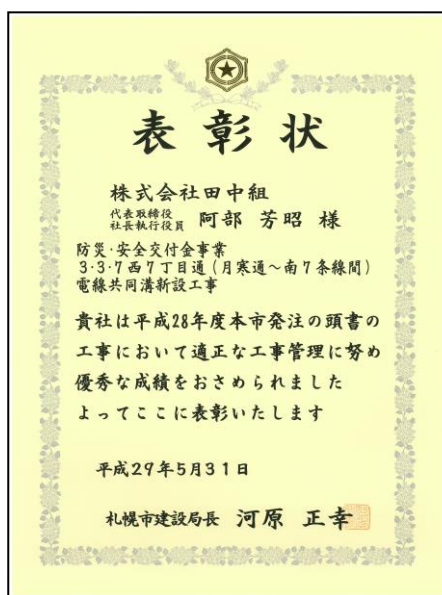 表彰状
株式会社田中組
代表取締役
社長執行役員 阿部 芳昭 様
防災・安全交付金事業
3・3・7西7丁目通(月寒通~南7条線間)
電線共同溝新設工事
貴社は平成28年度本市発注の頭書の
工事において適正な工事管理に努め
優秀な成績をおさめられました
よってここに表彰いたします
平成29年5月31日
札幌市建設局長 河原 正幸